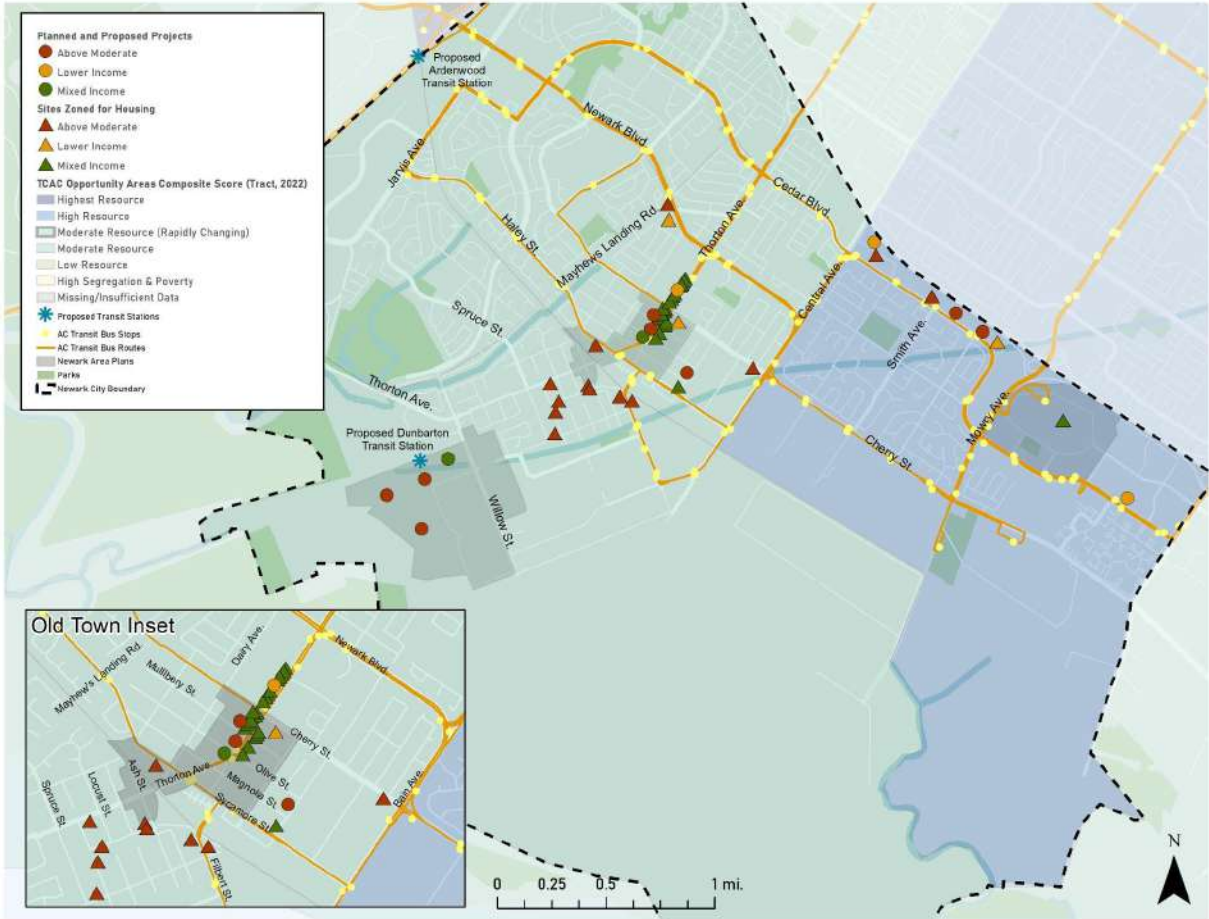 Planned and Proposed Projects
Above Moderate
Lower Income
Mixed Income
Sites Zoned for Housing
Above Moderate
Lower Income
Mixed Income
TCAC Opportunity Areas Composite Score (Tract, 2022)
Highest Resource
High Resource
Moderate Resource (Rapidly Changing)
Moderate Resource
Low Resource
High Segregation & Poverty
Missing/Insufficient Data
Proposed Transit Stations
AC Transit Bus Stops
AC Transit Bus Routes
Newark Area Plans
Parks
Newark City Boundary
Proposed
Ardenwood
Transit Station
Newark Blvd.
Jarvis Ave.
Cedar Blvd.
Thorton Ave.
Haley St.
Mayhews Landing Rd.
Central Ave.
Spruce St.
Smith Ave.
Thorton Ave.
Mowry Ave.
Proposed Dunbarton
Transit Station
Cherry St.
Willow St.
Old Town Inset
Dairy Ave.
Newark Blvd.
Mayhew's Landing Rd.
Mullibery St.
Cherry St.
Thorton Ave.
Ash St.
Olive St.
Magnolia St.
Bain Ave.
Locust St.
Spruce St.
Sycamore St.
Filbert St.
0 0.25 0.5 1 mi.
N